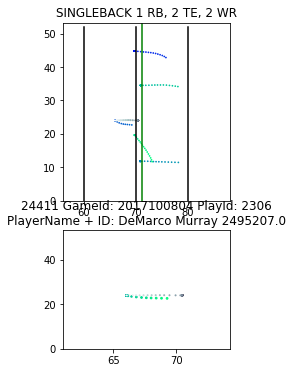 SINGLEBACK 1 RB, 2 TE, 2 WR
50
40
30
20
10
0
60 70 80
24411 GameId: 2017100804 PlayId: 2306
PlayerName + ID: DeMarco Murray 2495207.0
40
20
0
65 70